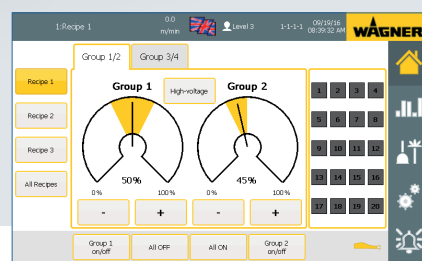 1:Recipe 1
0.0
m/min
Level 3
1-1-1-1
09/19/16
08:39:32 AM
WAGNER
Group 1/2
Group 3/4
Recipe 1
Recipe 2
Recipe 3
All Recipes
Group 1
High-voltage
Group 2
50%
0%
100%
45%
0%
100%
-
+
-
+
1 2 3 4
5 6 7 8
9 10 11 12
13 14 15 16
17 18 19 20
Group 1
on/off
All OFF
All ON
Group 2
on/off